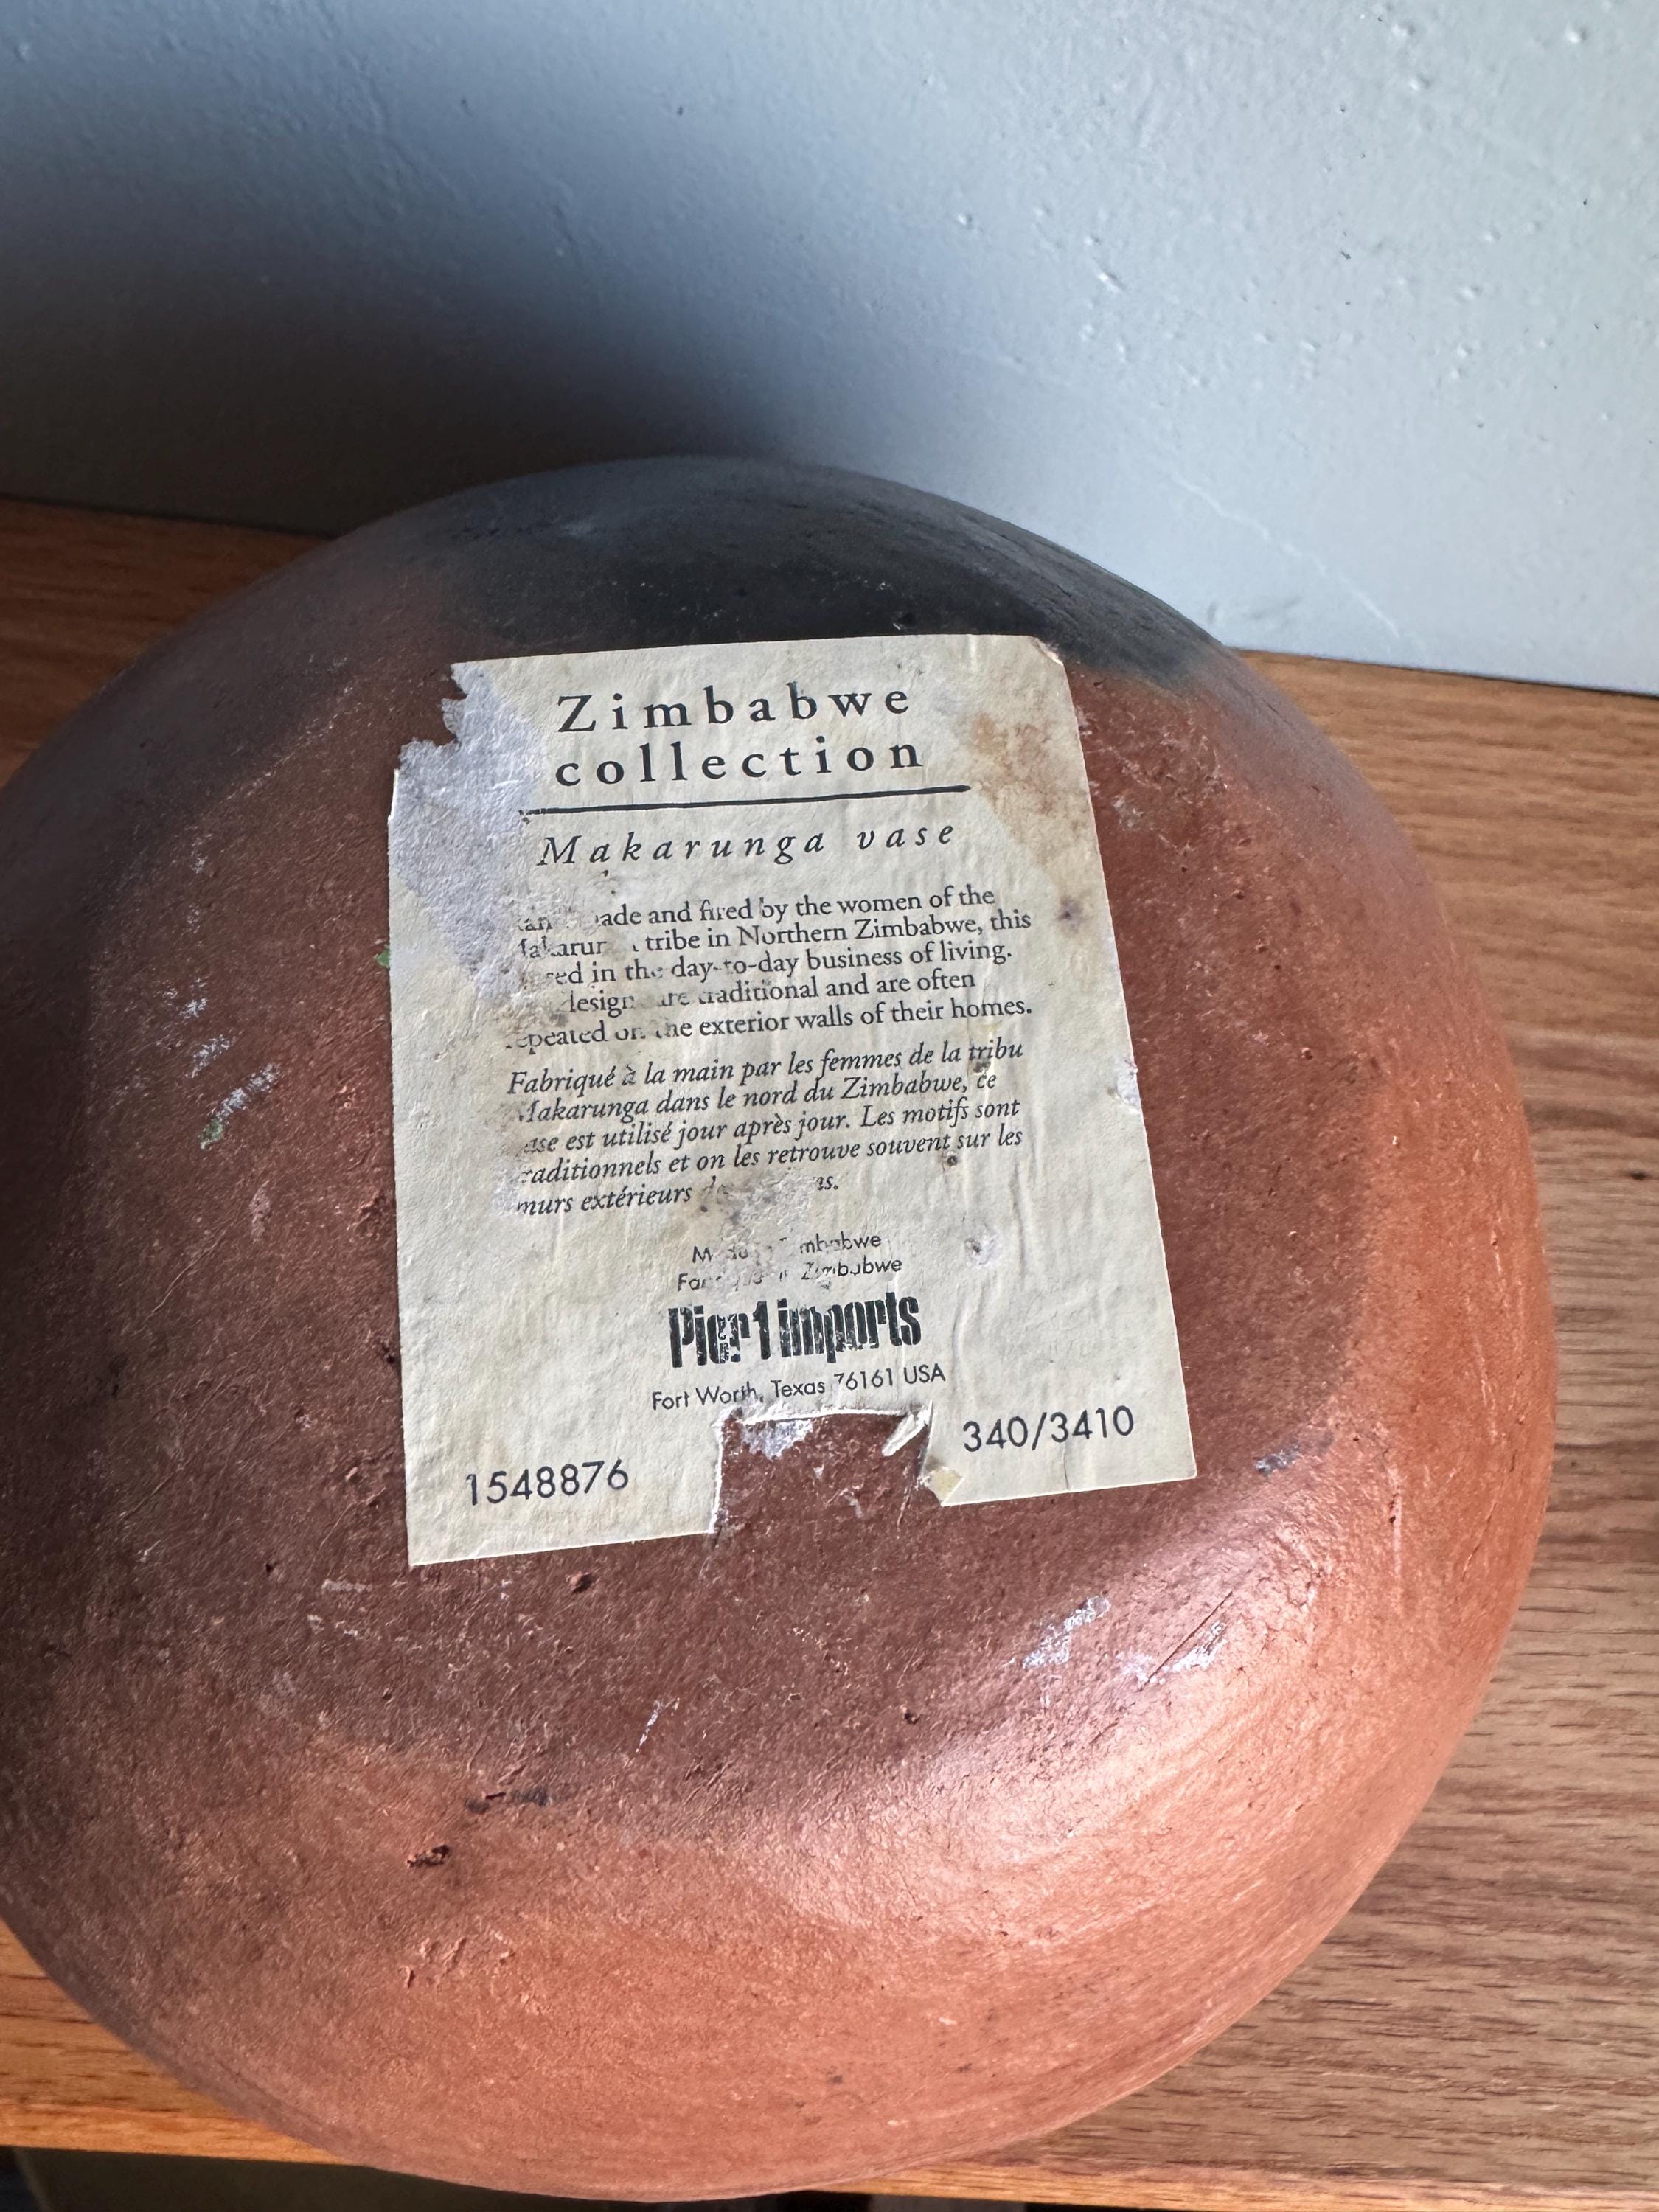 Zimbabwe
collection
Makarunga vase
and fired by the women of the
tribe in Northern Zimbabwe, this
in the day-to-day business of living.
are traditional and are often
on the exterior walls of their homes.
Fabriqué à la main par les femmes de la tribu
Makarunga dans le nord du Zimbabwe, ce
est utilisé jour après jour. Les motifs sont
traditionnels et on les retrouve souvent sur les
murs extérieurs
Zimbabwe
Zimbabwe
Pier 1 imports
Fort Worth, Texas 76161 USA
1548876 340/3410